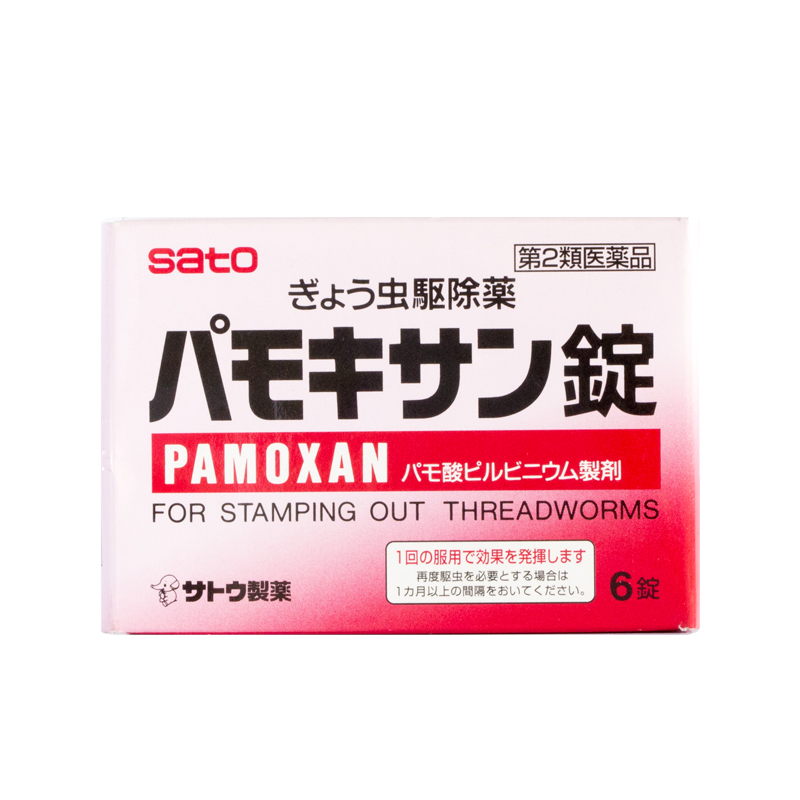 sato
第2類医薬品
ぎょう虫駆除薬
パモキサン錠
PAMOXAN パモ酸ピルビニウム製剤
FOR STAMPING OUT THREADWORMS
1回の服用で効果を発揮します
再度駆虫を必要とする場合は
1カ月以上の間隔をおいてください。
サトウ製薬
6錠